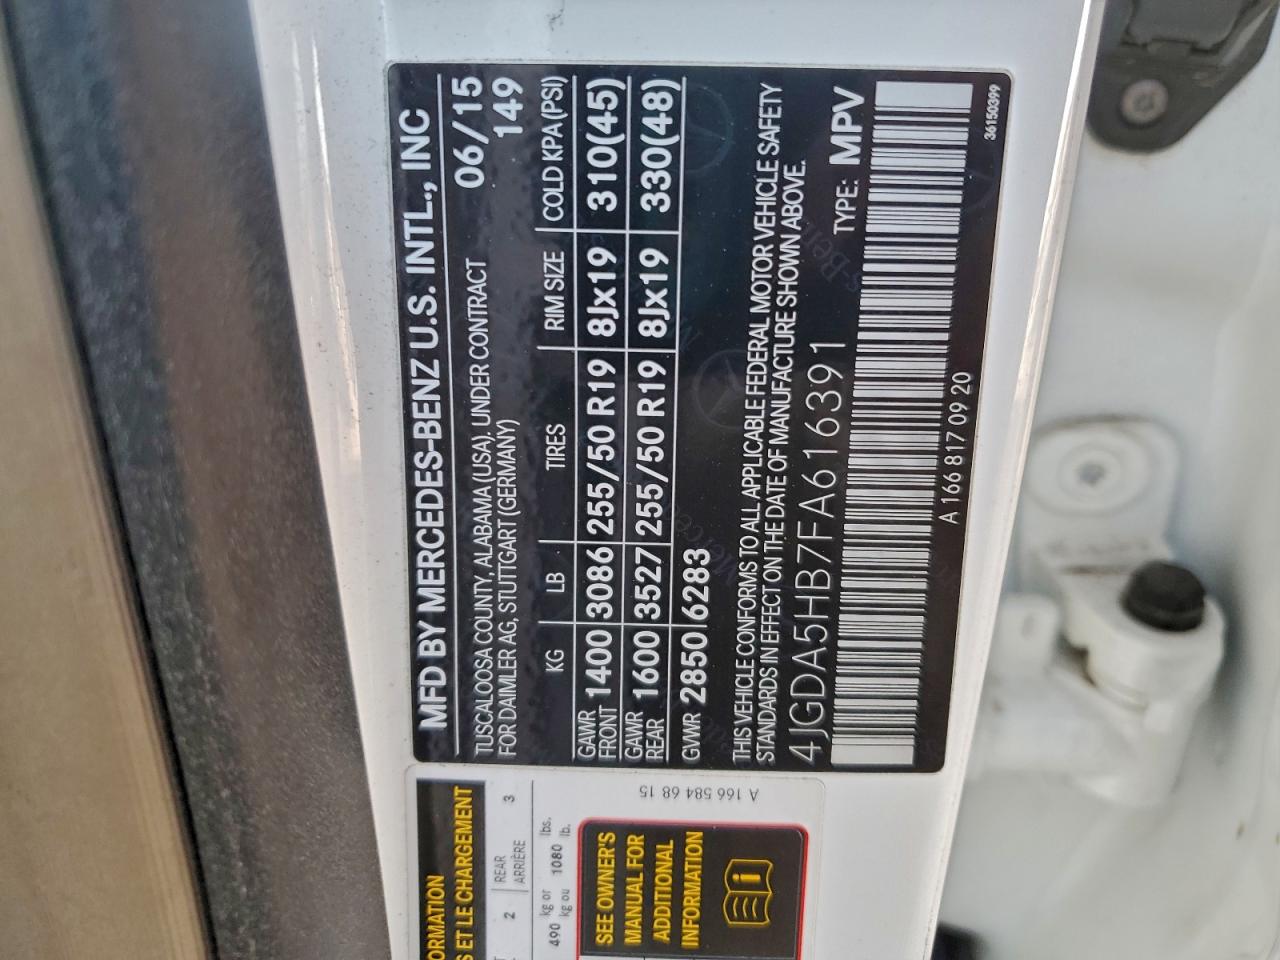 MFD BY MERCEDES-BENZ U.S. INTL., INC
TUSCALOOSA COUNTY, ALABAMA (USA), UNDER CONTRACT 06/15
FOR DAIMLER AG, STUTTGART (GERMANY) 149
KG LB TIRES RIM SIZE COLD KPA (PSI)
GAWR FRONT 1400 3086 255/50 R19 8Jx19 310(45)
GAWR REAR 1600 3527 255/50 R19 8Jx19 330(48)
GVWR 2850 6283
THIS VEHICLE CONFORMS TO ALL APPLICABLE FEDERAL MOTOR VEHICLE SAFETY
STANDARDS IN EFFECT ON THE DATE OF MANUFACTURE SHOWN ABOVE.
4JGDA5HB7FA616391 TYPE: MPV
A 166 817 09 20
36150399
ET LE CHARGEMENT
2 REAR 3
ARRIÈRE
490 kg or 1080 lbs.
kg ou lb.
A 166 584 68 15
SEE OWNER'S
MANUAL FOR
ADDITIONAL
INFORMATION